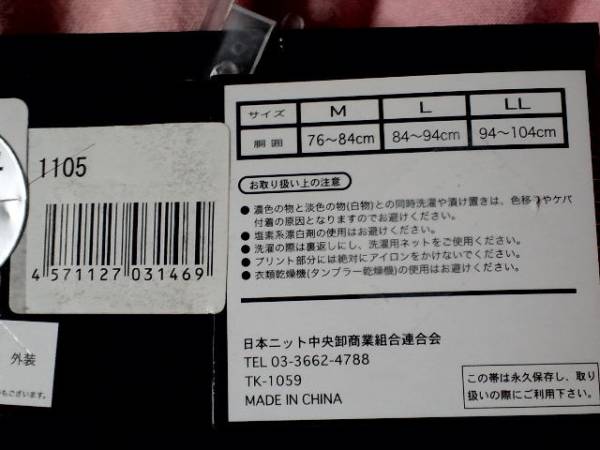 サイズ M L LL
胴囲 76〜84cm 84〜94cm 94〜104cm
お取り扱い上の注意
● 濃色の物と淡色の物(白物)との同時洗濯や漬け置きは、色移りやケバ
付着の原因となりますのでお避けください。
● 塩素系漂白剤の使用はお避けください。
● 洗濯の際は裏返しにし、洗濯用ネットをご使用ください。
● プリント部分には絶対にアイロンをかけないでください。
● 衣類乾燥機(タンブラー乾燥機)の使用はお避けください。
日本ニット中央卸商業組合連合会
TEL 03-3662-4788
TK-1059
MADE IN CHINA
この帯は永久保存し、取り
扱いの際にご利用下さい。
1105
4 571127 031469
外装
もございます。